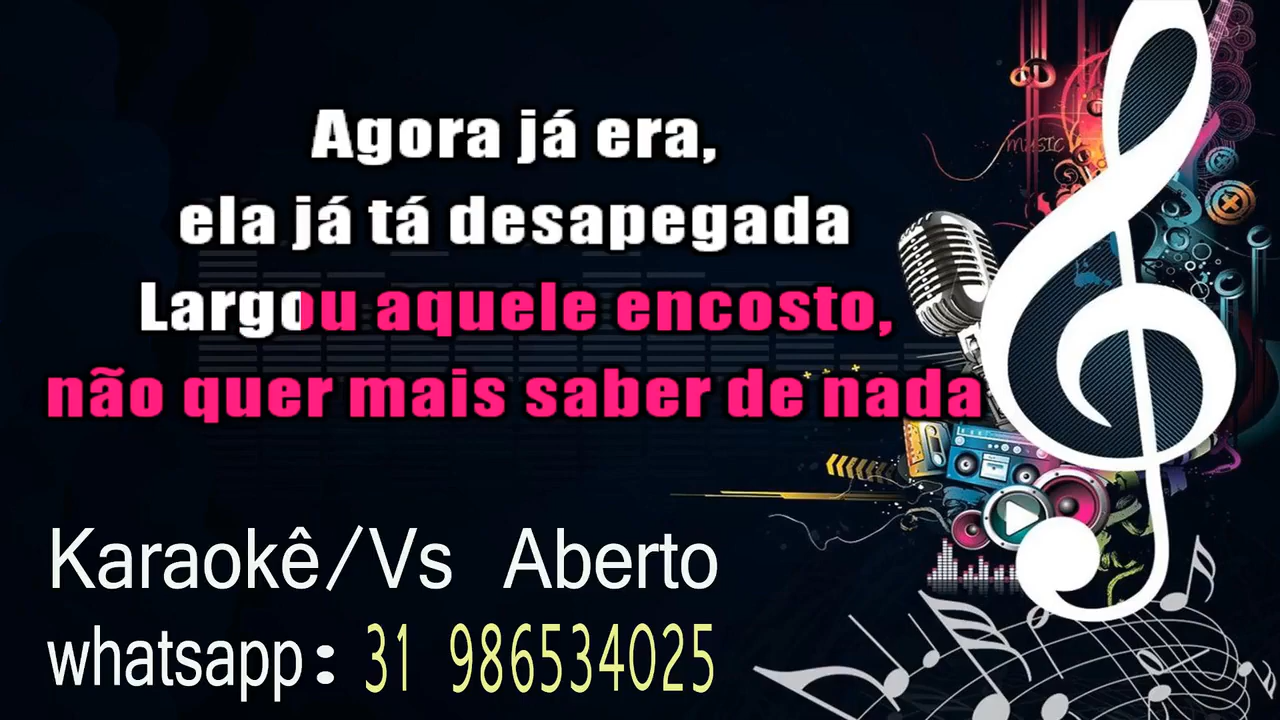 Agora já era,
ela já tá desapegada
Largou aquele encosto,
não quer mais saber de nada
MUSIC
Karaokê/Vs Aberto
whatsapp: 31 986534025